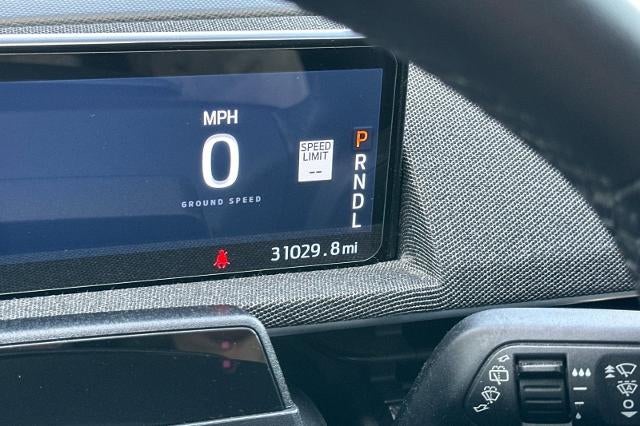 MPH
0
GROUND SPEED
SPEED
LIMIT
--
P
R
N
D
L
31029.8 mi